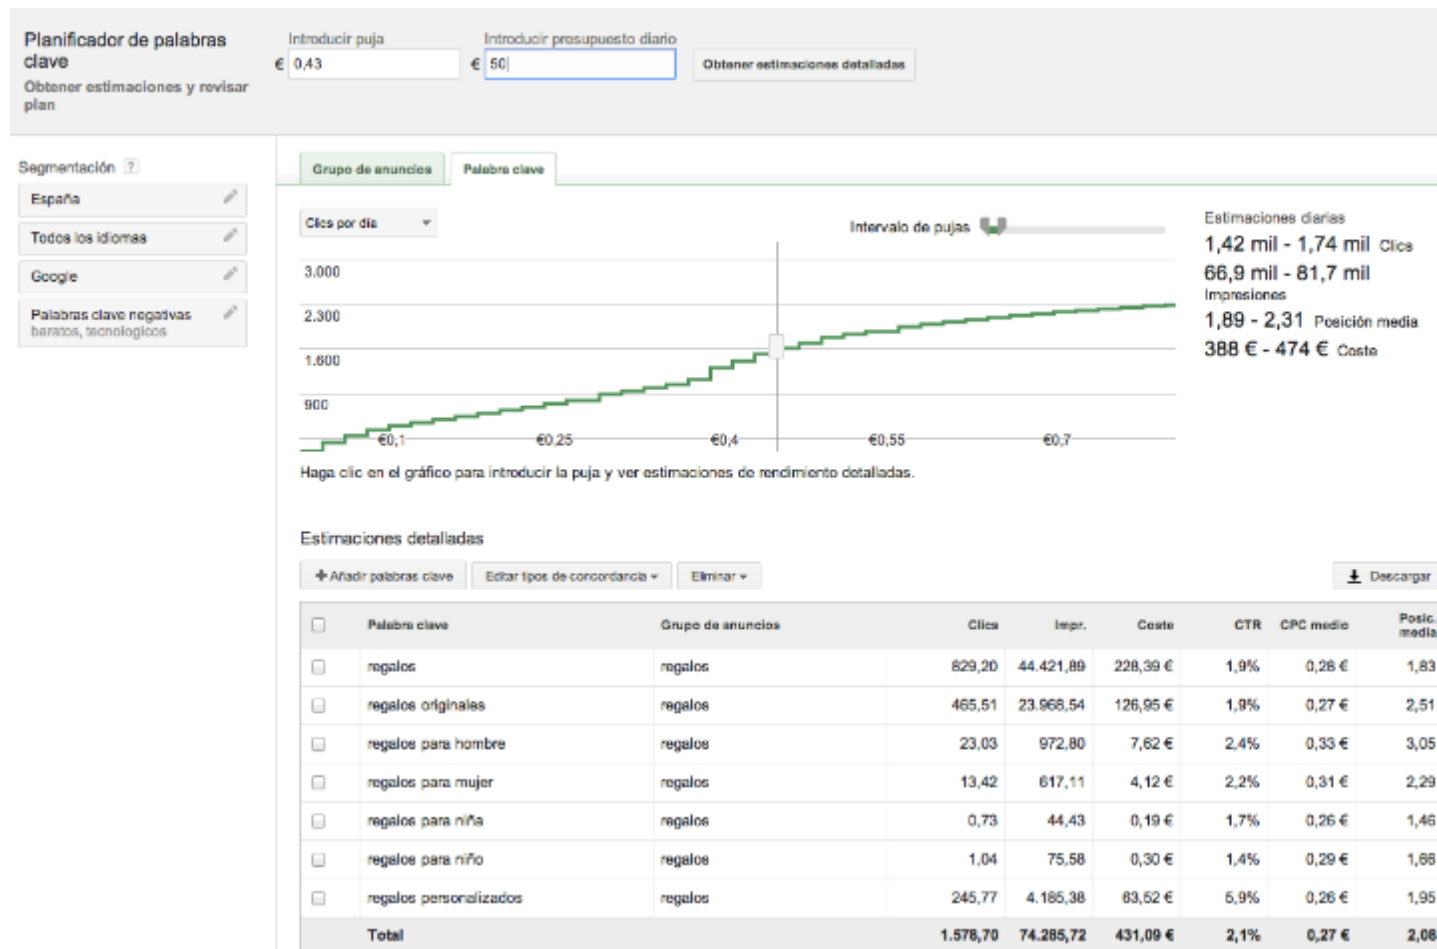 Planificador de palabras clave
Obtener estimaciones y revisar plan
Introducir puja
€ 0,43
Introducir presupuesto diario
€ 50
Obtener estimaciones detalladas
Segmentación ?
España
Todos los idiomas
Google
Palabras clave negativas
baratos, tecnologicos
Grupo de anuncios
Palabra clave
Clics por día
Intervalo de pujas
3.000
2.300
1.600
900
€0,1 €0,25 €0,4 €0,55 €0,7
Haga clic en el gráfico para introducir la puja y ver estimaciones de rendimiento detalladas.
Estimaciones diarias
1,42 mil - 1,74 mil Clics
66,9 mil - 81,7 mil
Impresiones
1,89 - 2,31 Posición media
388 € - 474 € Coste
Estimaciones detalladas
+ Añadir palabras clave
Editar tipos de concordancia
Eliminar
Descargar
Palabra clave Grupo de anuncios Clics Impr. Coste CTR CPC medio Posic. media
regalos regalos 829,20 44.421,89 228,39 € 1,9% 0,28 € 1,83
regalos originales regalos 465,51 23.968,54 126,95 € 1,9% 0,27 € 2,51
regalos para hombre regalos 23,03 972,80 7,62 € 2,4% 0,33 € 3,05
regalos para mujer regalos 13,42 617,11 4,12 € 2,2% 0,31 € 2,29
regalos para niña regalos 0,73 44,43 0,19 € 1,7% 0,26 € 1,46
regalos para niño regalos 1,04 75,58 0,30 € 1,4% 0,29 € 1,66
regalos personalizados regalos 245,77 4.185,38 63,52 € 5,9% 0,26 € 1,95
Total 1.578,70 74.285,72 431,09 € 2,1% 0,27 € 2,08